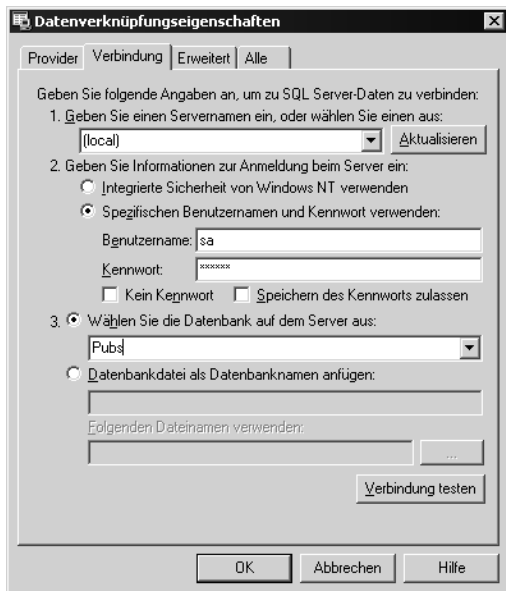 Datenverknüpfungseigenschaften
Provider Verbindung Erweitert Alle
Geben Sie folgende Angaben an, um zu SQL Server-Daten zu verbinden:
1. Geben Sie einen Servernamen ein, oder wählen Sie einen aus:
(local) Aktualisieren
2. Geben Sie Informationen zur Anmeldung beim Server ein:
Integrierte Sicherheit von Windows NT verwenden
Spezifischen Benutzernamen und Kennwort verwenden:
Benutzername: sa
Kennwort: ××××××
Kein Kennwort Speichern des Kennworts zulassen
3. Wählen Sie die Datenbank auf dem Server aus:
Pubs
Datenbankdatei als Datenbanknamen anfügen:
Folgenden Dateinamen verwenden:
...
Verbindung testen
OK Abbrechen Hilfe